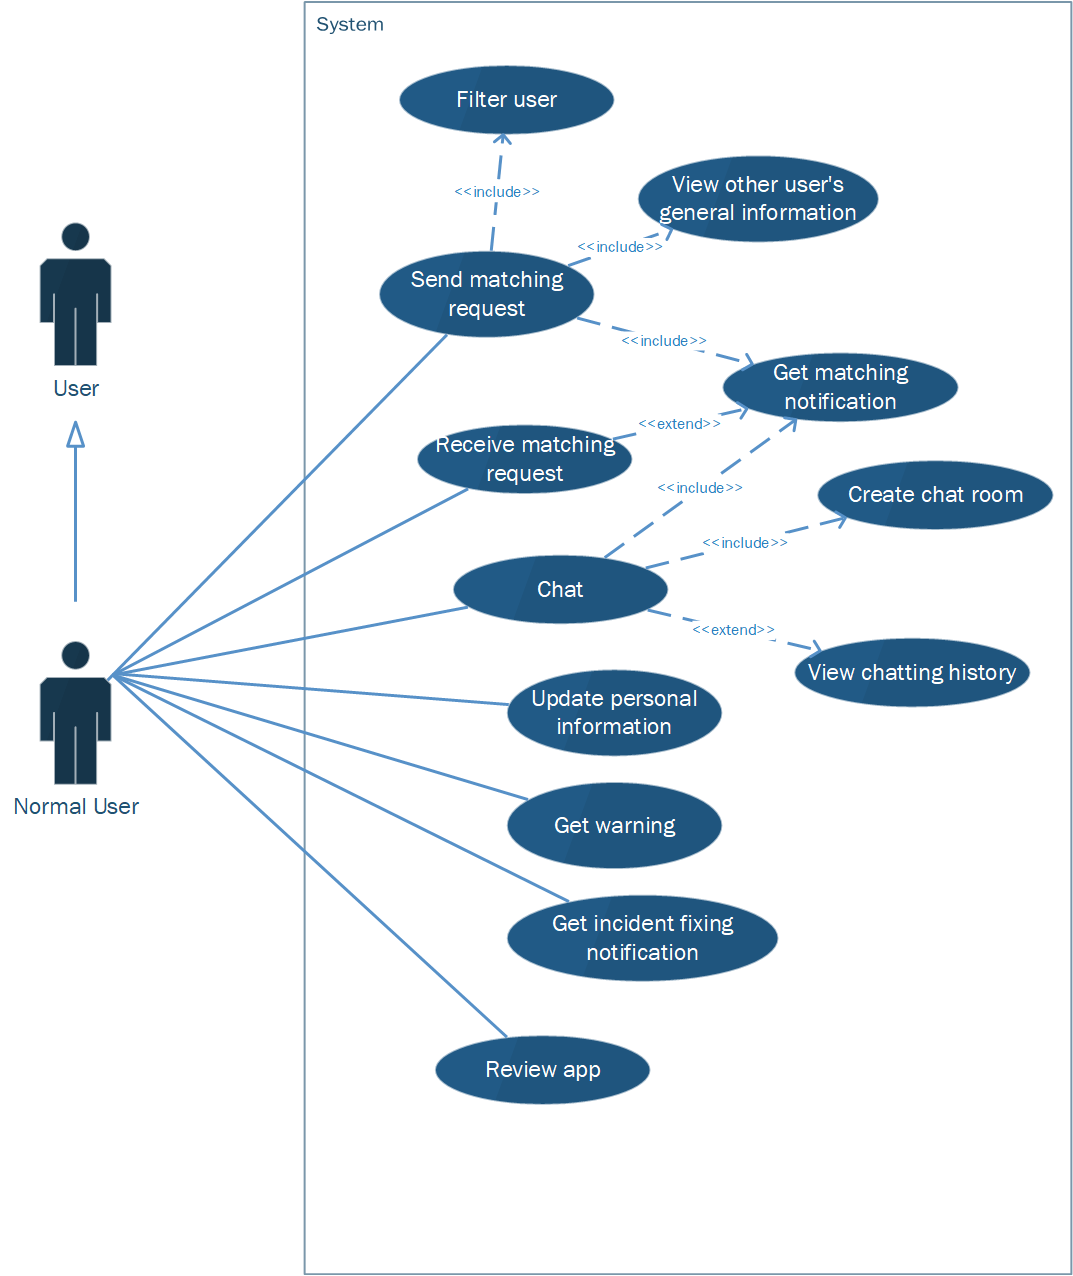 System
Filter user
View other user's
general information
<<include>>
<<include>>
Send matching
request
<<include>>
User
Get matching
notification
<<extend>>
Receive matching
request
<<include>>
Create chat room
<<include>>
Chat
<<extend>>
View chatting history
Update personal
information
Normal User
Get warning
Get incident fixing
notification
Review app